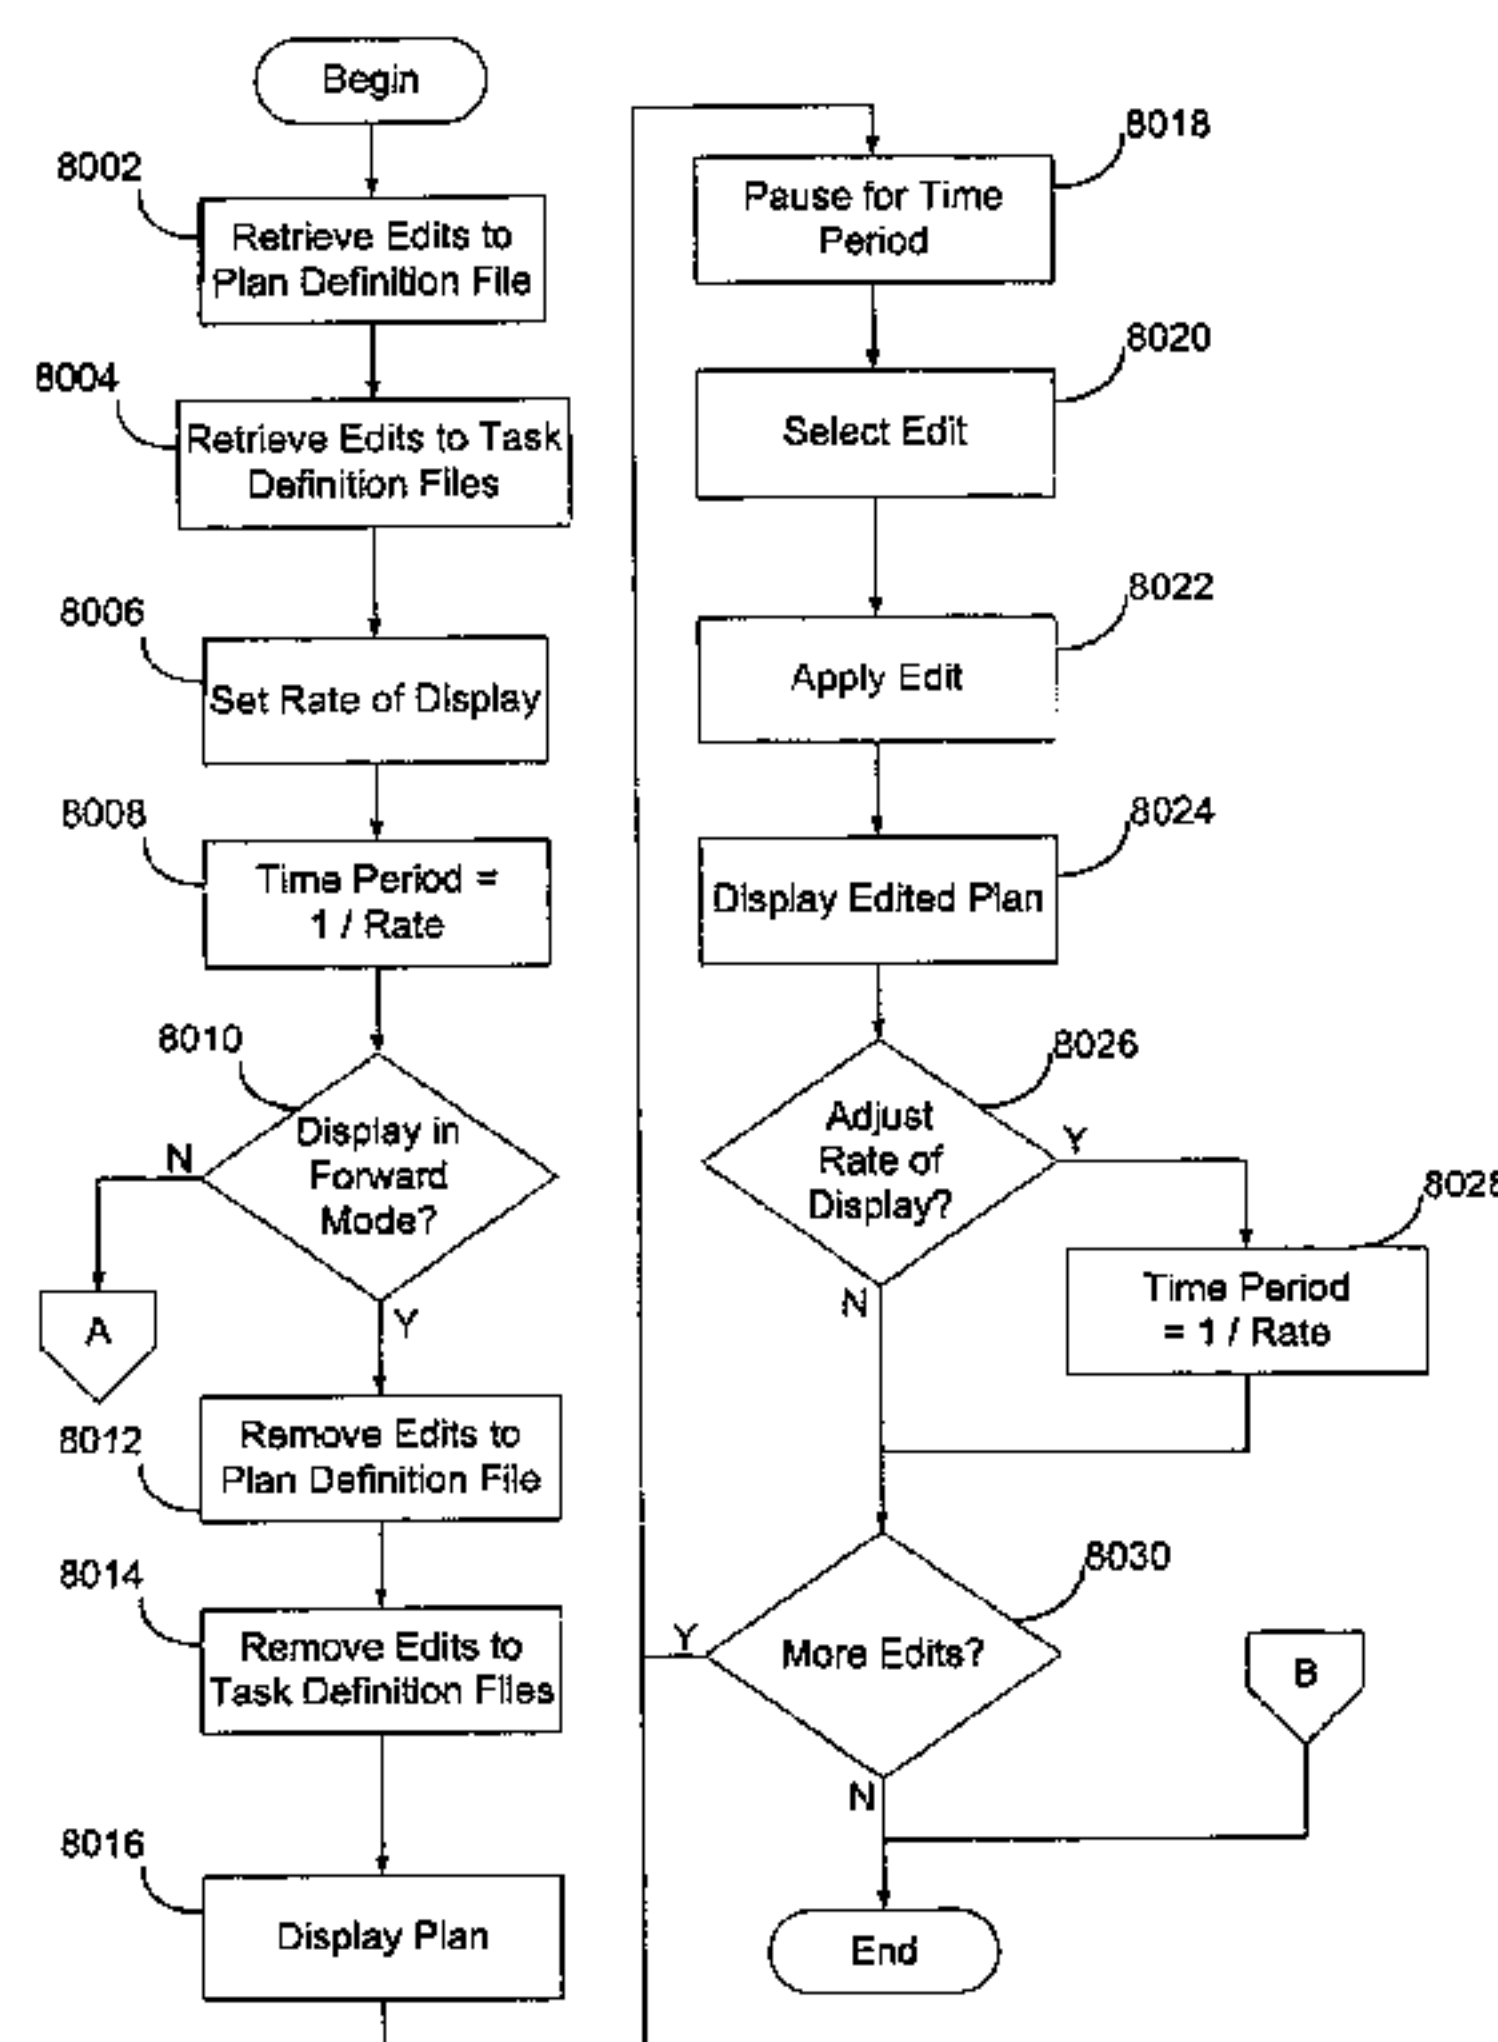 Begin
8002
Retrieve Edits to
Plan Definition File
8004
Retrieve Edits to Task
Definition Files
8006
Set Rate of Display
8008
Time Period =
1 / Rate
8010
Display in
Forward
Mode?
N
A
Y
8012
Remove Edits to
Plan Definition File
8014
Remove Edits to
Task Definition Files
8016
Display Plan
8018
Pause for Time
Period
8020
Select Edit
8022
Apply Edit
8024
Display Edited Plan
8026
Adjust
Rate of
Display?
Y
8028
Time Period
= 1 / Rate
N
8030
More Edits?
Y
B
N
End